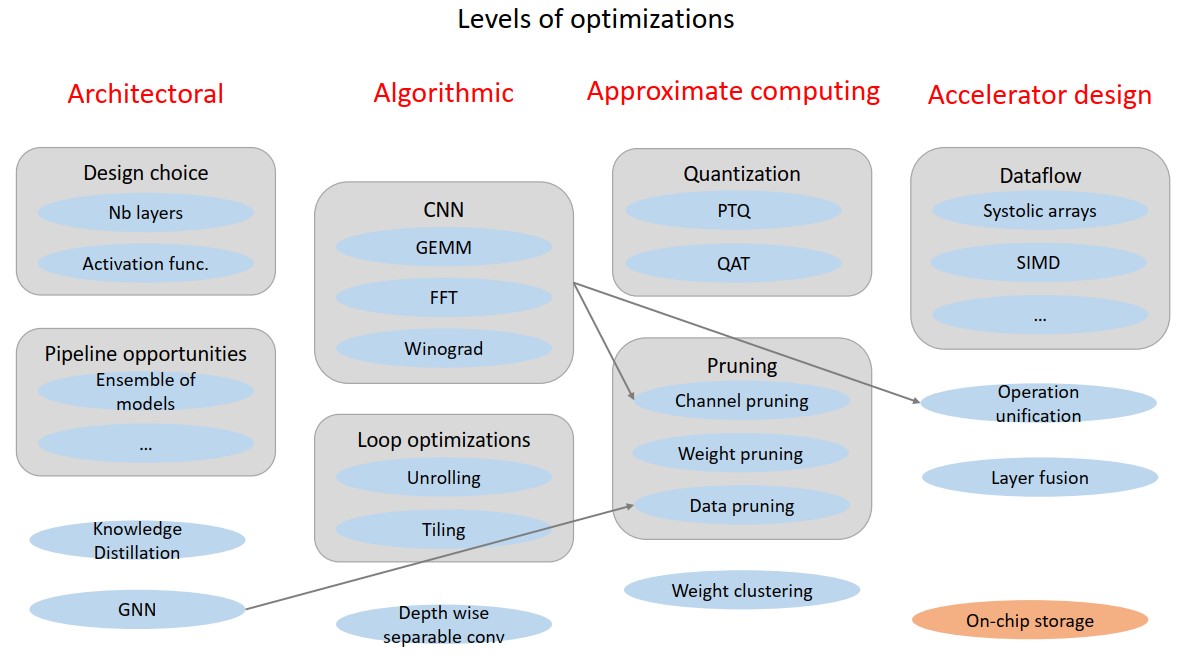 Levels of optimizations
Architectoral
Design choice
Nb layers
Activation func.
Pipeline opportunities
Ensemble of
models
...
Knowledge
Distillation
GNN
Algorithmic
CNN
GEMM
FFT
Winograd
Loop optimizations
Unrolling
Tiling
Depth wise
separable conv
Approximate computing
Quantization
PTQ
QAT
Pruning
Channel pruning
Weight pruning
Data pruning
Weight clustering
Accelerator design
Dataflow
Systolic arrays
SIMD
...
Operation
unification
Layer fusion
On-chip storage